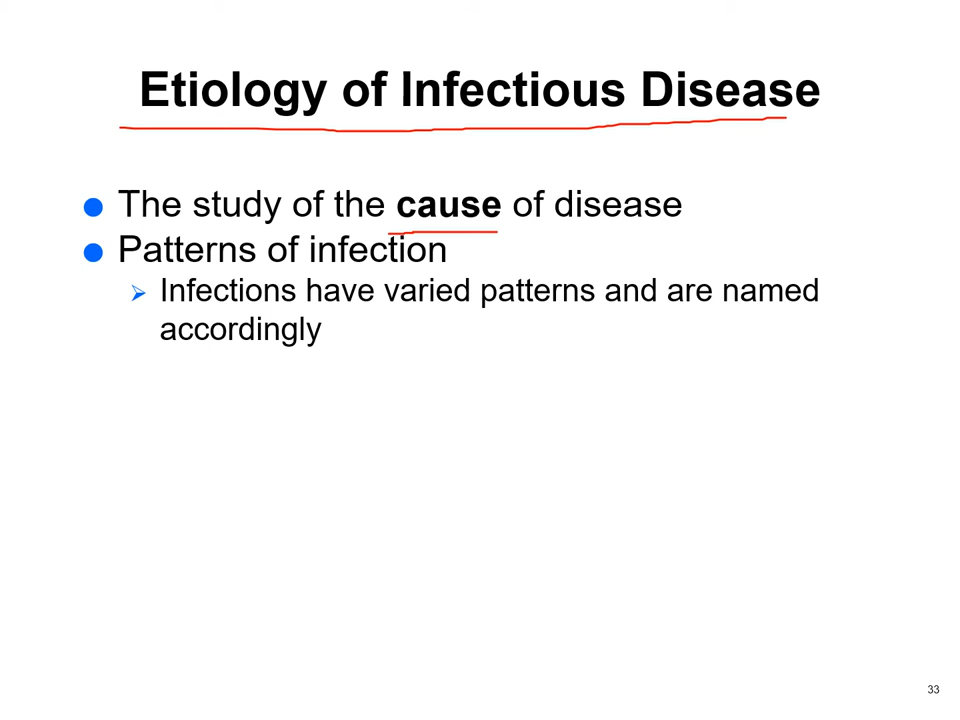 Etiology of Infectious Disease
The study of the cause of disease
Patterns of infection
Infections have varied patterns and are named
accordingly
33